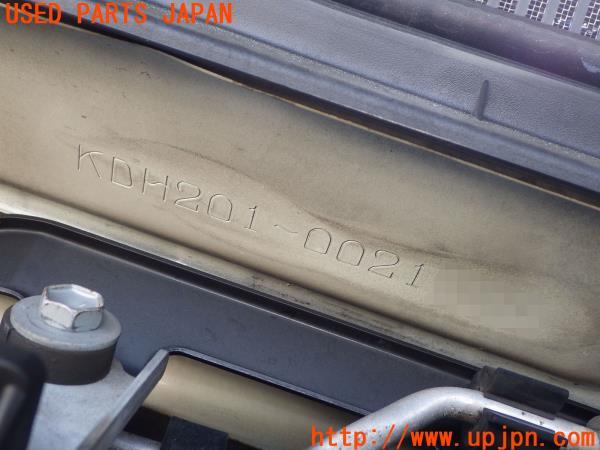 USED PARTS JAPAN
KDH201-0021
http://www.upjpn.com